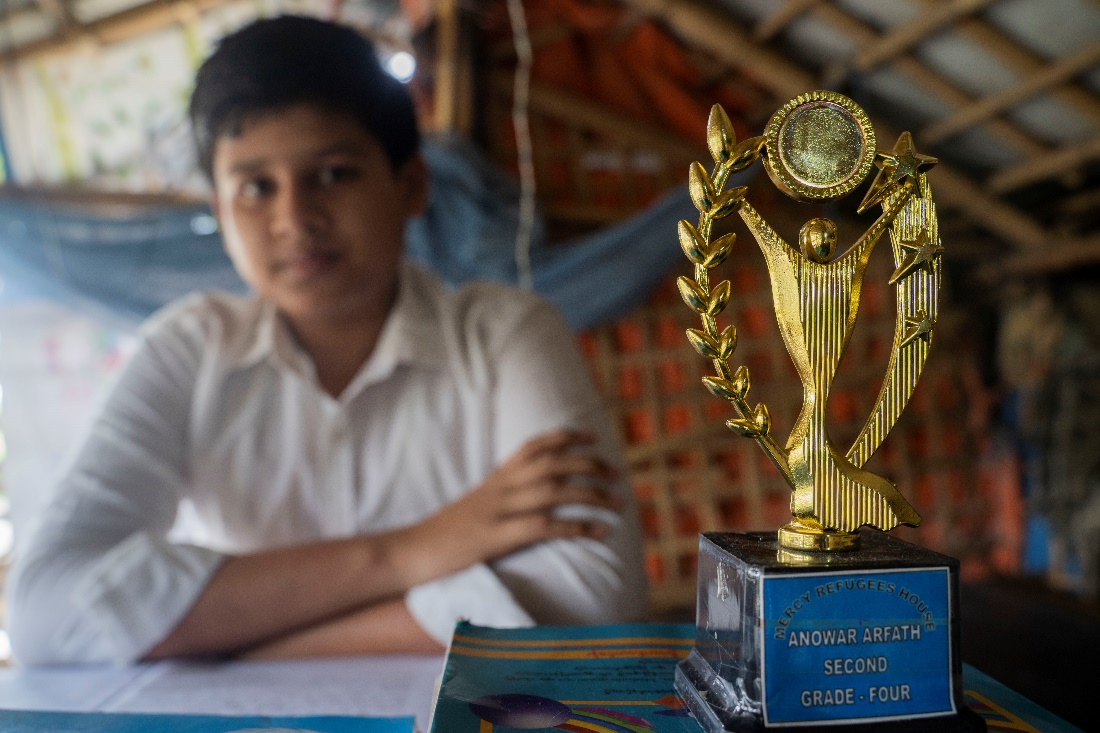 MERCY REFUGEES HOUSE
ANOWAR ARFATH
SECOND
GRADE - FOUR